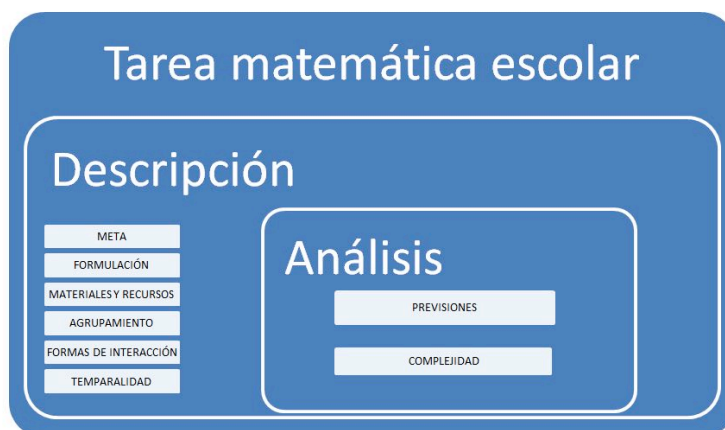 Tarea matemática escolar
Descripción
META
FORMULACIÓN
MATERIALES Y RECURSOS
AGRUPAMIENTO
FORMAS DE INTERACCIÓN
TEMPARALIDAD
Análisis
PREVISIONES
COMPLEJIDAD